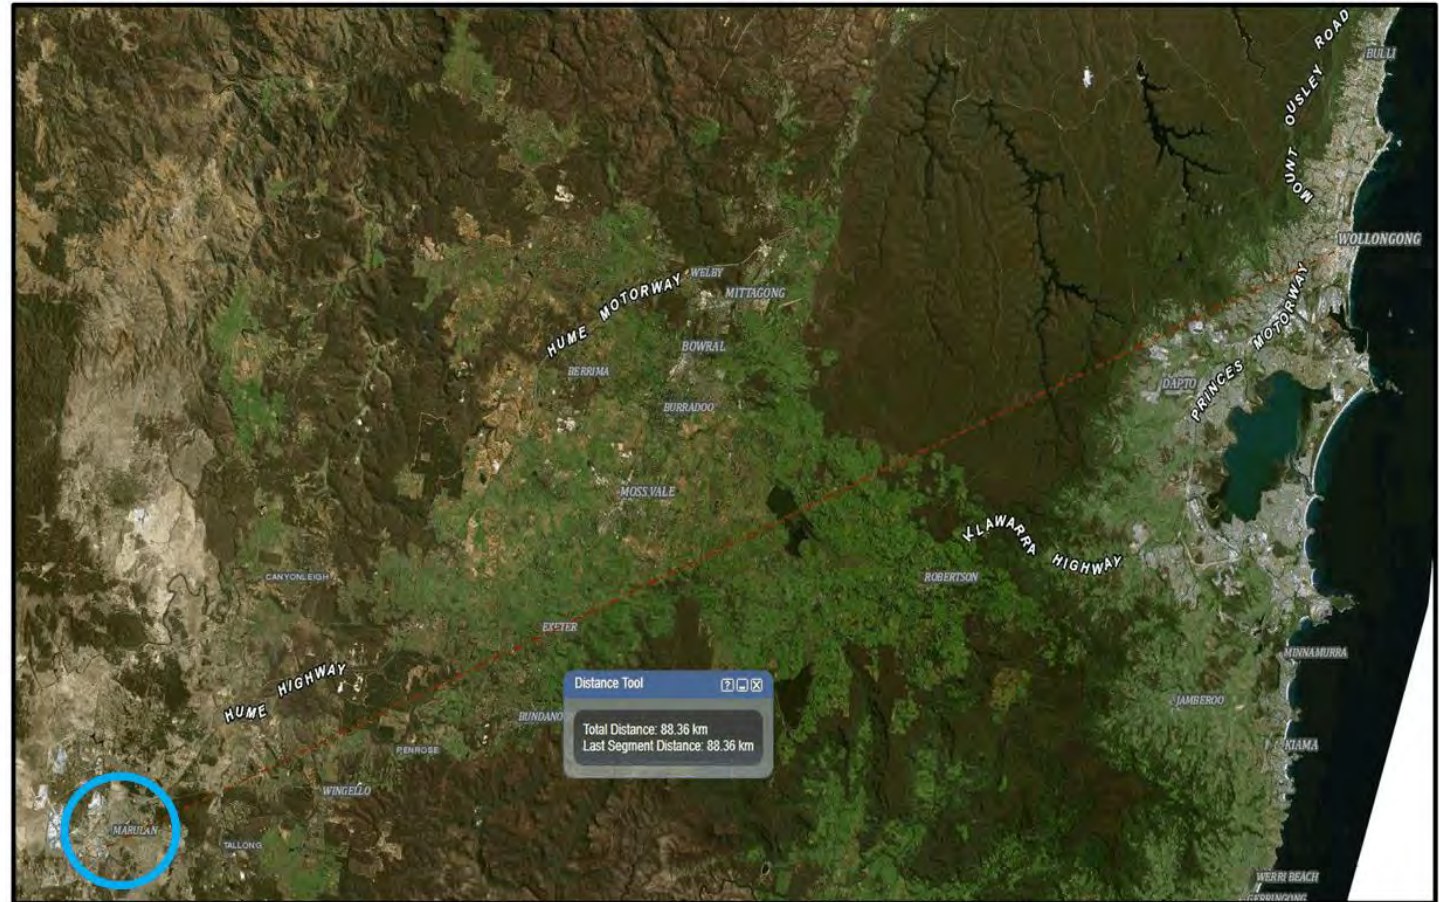 MOUNT OUSLEY ROAD
BULLI
WOLLONGONG
WELBY
HUME MOTORWAY
MITTAGONG
BOWRAL
BERRIMA
PRINCES MOTORWAY
DAPTO
BURRADOO
MOSS VALE
ILLAWARRA HIGHWAY
CANYONLEIGH
ROBERTSON
EXETER
MINNAMURRA
HUME HIGHWAY
Distance Tool
JAMBEROO
BUNDANO
Total Distance: 88.36 km
Last Segment Distance: 88.36 km
KIAMA
PENROSE
WINGELLO
MARULAN
TALLONG
WERRI BEACH
GERRINGONG